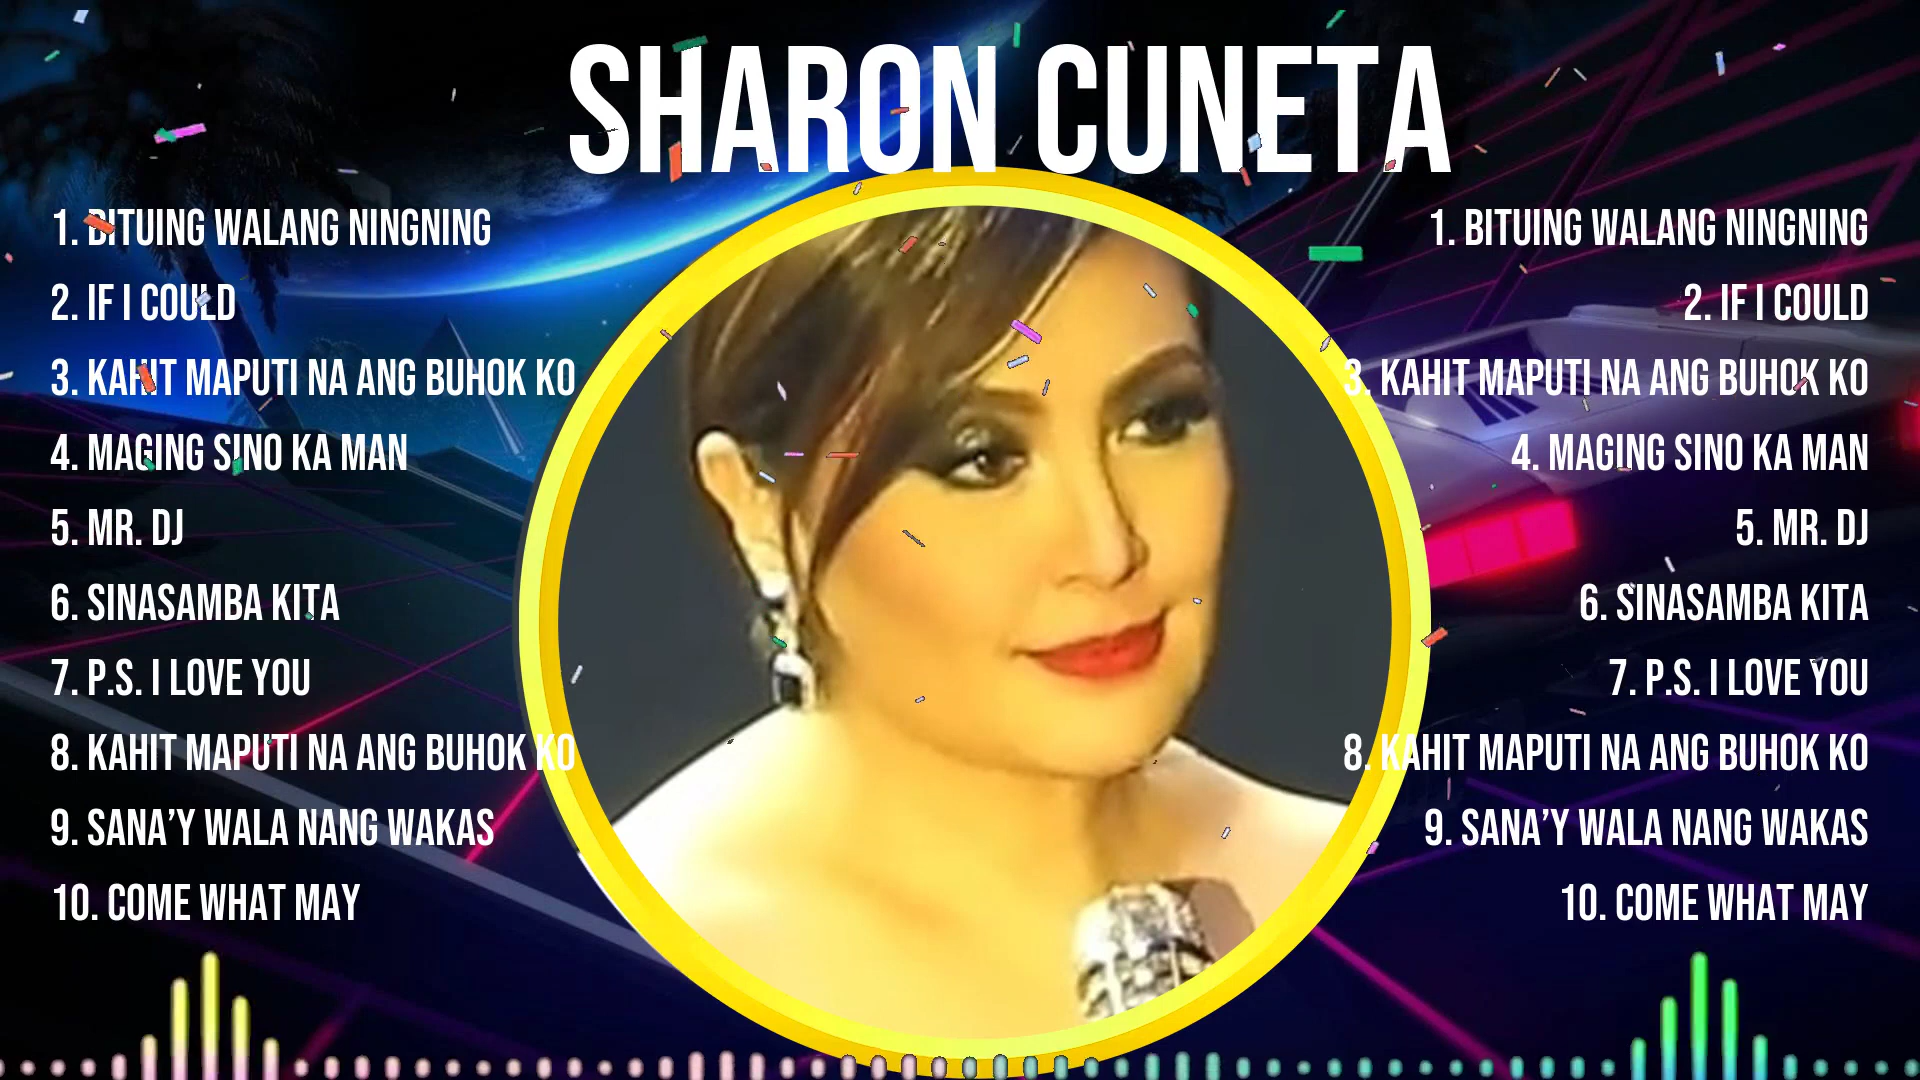 SHARON CUNETA
1. BITUING WALANG NINGNING
2. IF I COULD
3. KAHIT MAPUTI NA ANG BUHOK KO
4. MAGING SINO KA MAN
5. MR. DJ
6. SINASAMBA KITA
7. P.S. I LOVE YOU
8. KAHIT MAPUTI NA ANG BUHOK KO
9. SANA’Y WALA NANG WAKAS
10. COME WHAT MAY
1. BITUING WALANG NINGNING
2. IF I COULD
3. KAHIT MAPUTI NA ANG BUHOK KO
4. MAGING SINO KA MAN
5. MR. DJ
6. SINASAMBA KITA
7. P.S. I LOVE YOU
8. KAHIT MAPUTI NA ANG BUHOK KO
9. SANA’Y WALA NANG WAKAS
10. COME WHAT MAY